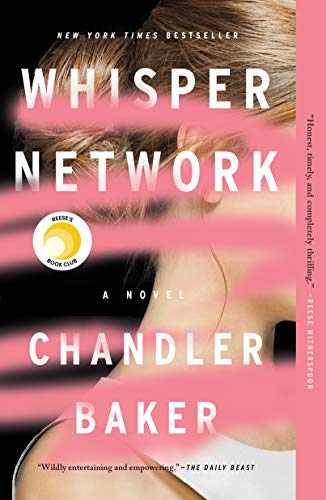 NEW YORK TIMES BESTSELLER
WHISPER
NETWORK
REESE'S
BOOK CLUB
A NOVEL
CHANDLER
BAKER
"Wildly entertaining and empowering."—THE DAILY BEAST
"Honest, timely, and completely thrilling."—REESE WITHERSPOON